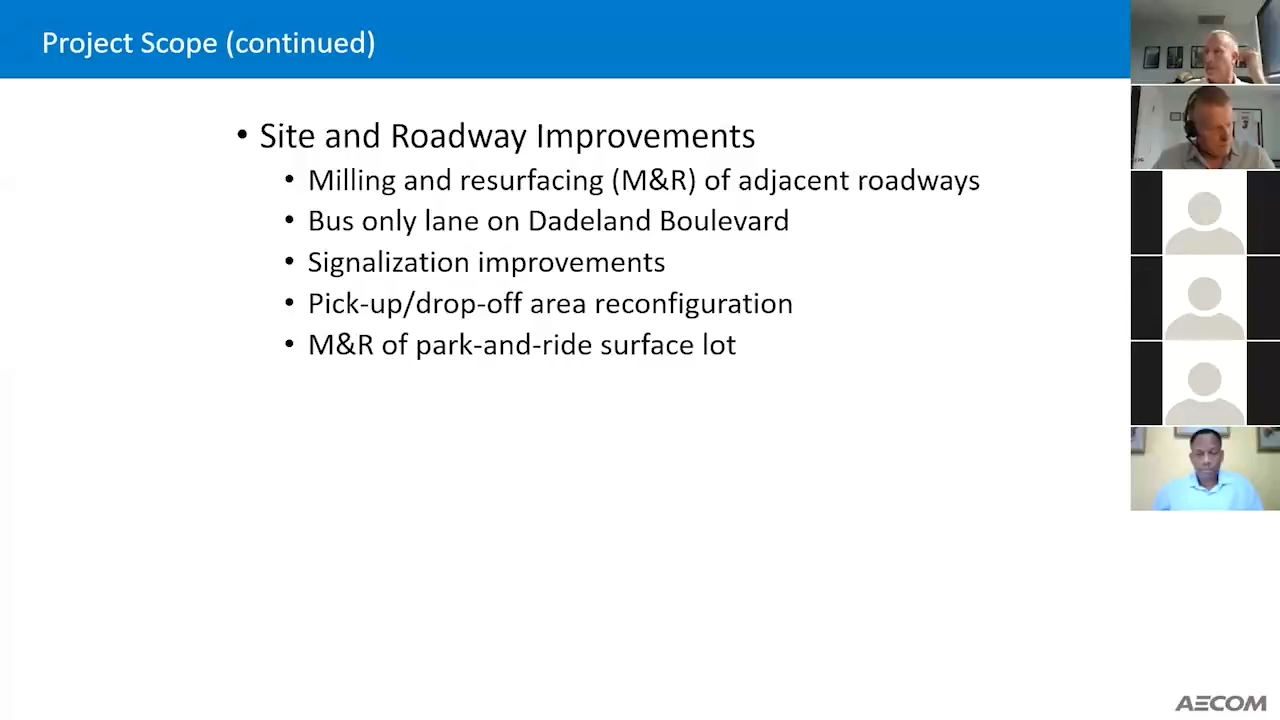 Project Scope (continued)
• Site and Roadway Improvements
• Milling and resurfacing (M&R) of adjacent roadways
• Bus only lane on Dadeland Boulevard
• Signalization improvements
• Pick-up/drop-off area reconfiguration
• M&R of park-and-ride surface lot
AECOM